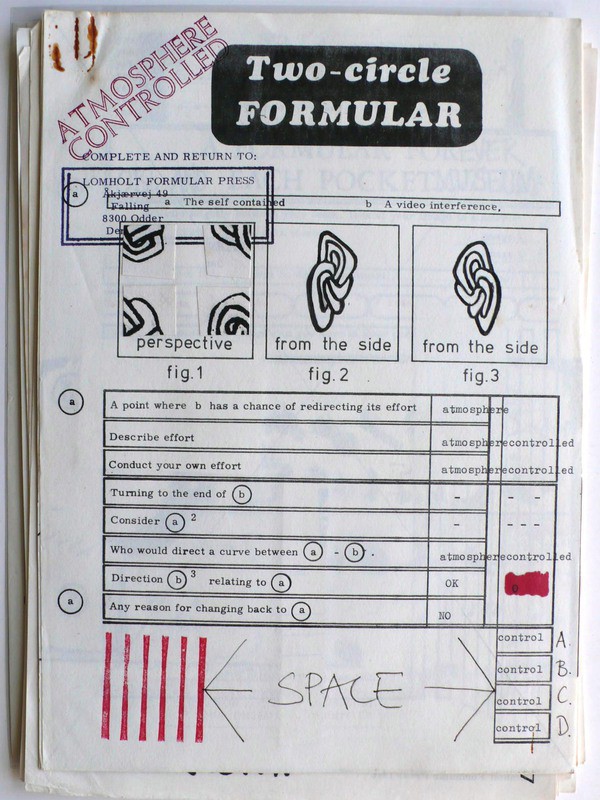 ATMOSPHERE
CONTROLLED
Two-circle
FORMULAR
COMPLETE AND RETURN TO:
LOMHOLT FORMULAR PRESS
a
Åkjærvej 49
a The self contained b A video interference.
Falling
8300 Odder
perspective
from the side
from the side
fig.1
fig.2
fig.3
a
A point where b has a chance of redirecting its effort atmosphere
Describe effort atmospherecontrolled
Conduct your own effort atmospherecontrolled
Turning to the end of b - - -
Consider a 2 - - - -
Who would direct a curve between a - b . atmospherecontrolled
Direction b 3 relating to a OK
a
Any reason for changing back to a NO
control A.
control B.
SPACE
control C.
control D.